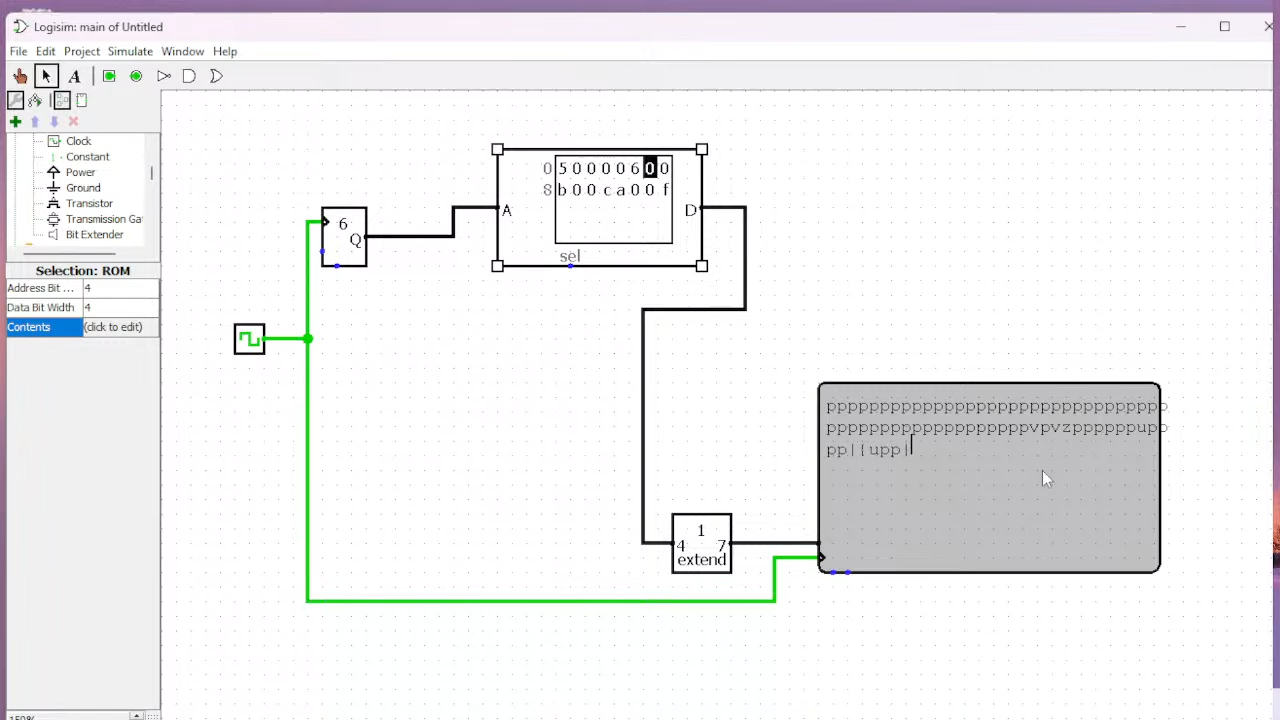 Logisim: main of Untitled
File Edit Project Simulate Window Help
A
Clock
Constant
Power
Ground
Transistor
Transmission Ga
Bit Extender
Selection: ROM
Address Bit ... 4
Data Bit Width 4
Contents (click to edit)
6
Q
A
0 5 0 0 0 0 6 0 0
8 b 0 0 c a 0 0 f
D
sel
1
4 7
extend
pppppppppppppppppppppppppppppppp
pppppppppppppppppppvpvzppppppupp
pp||upp|